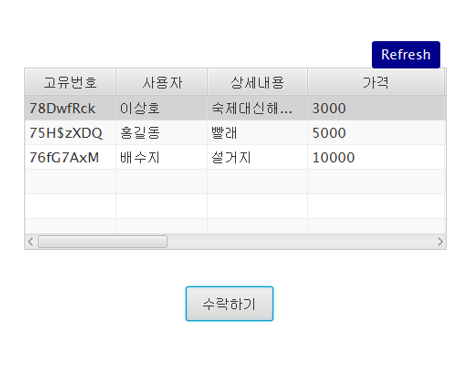 Refresh
고유번호 사용자 상세내용 가격
78DwfRck 이상호 숙제대신해... 3000
75H$zXDQ 홍길동 빨래 5000
76fG7AxM 배수지 설거지 10000
수락하기